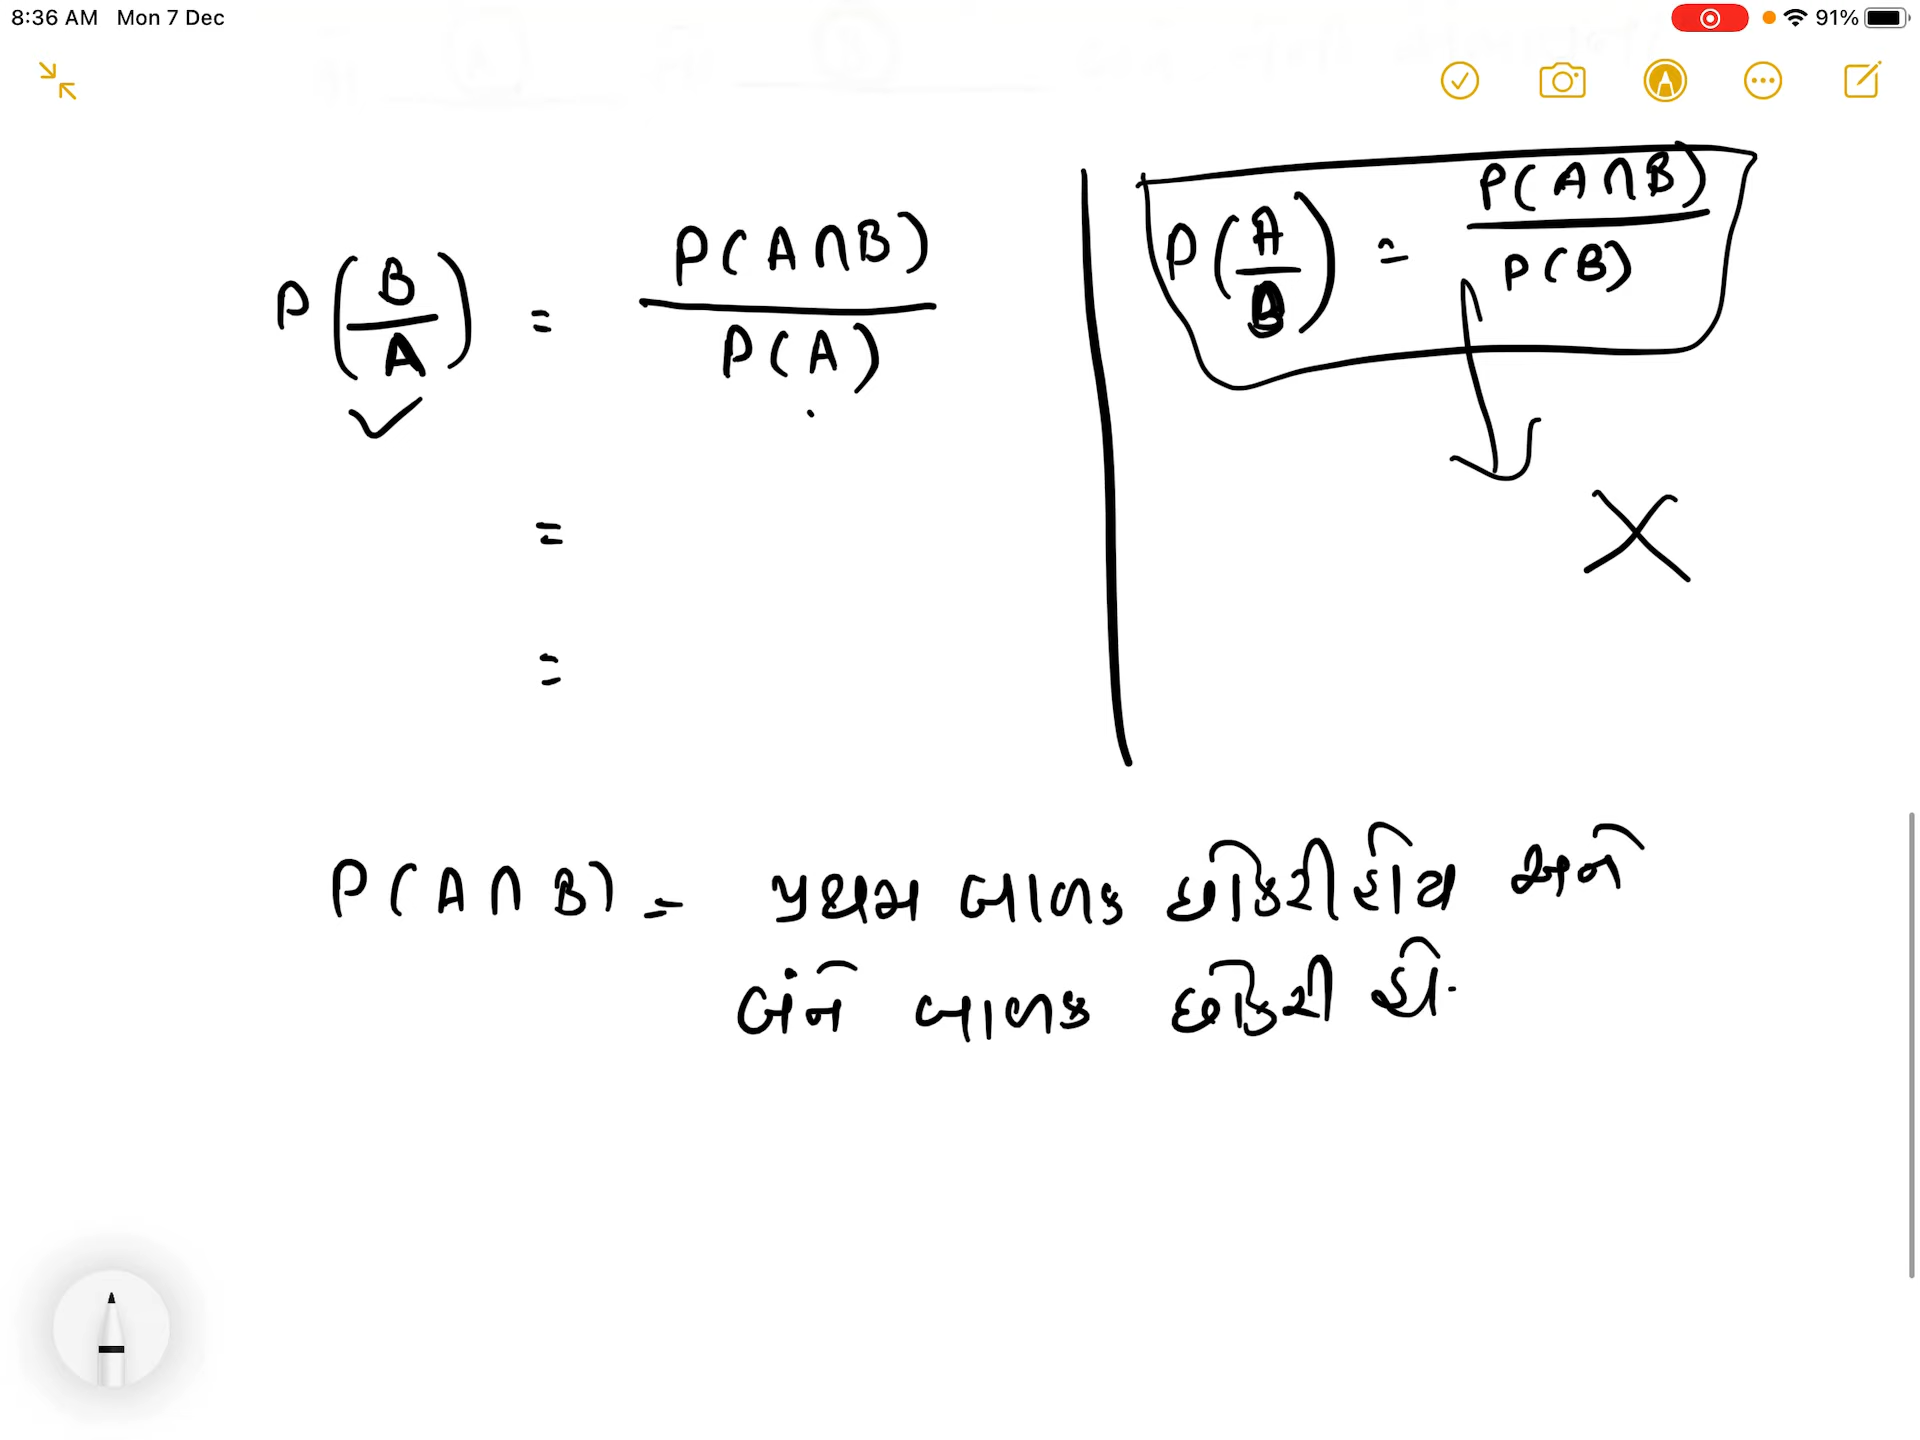 8:36 AM Mon 7 Dec 91%
P(B/A) = P(A∩B)/P(A)
=
=
P(A/B) = P(A∩B)/P(B)
P(A∩B) = પ્રથમ બાળક છોકરી હોય અને
બંને બાળક છોકરી હો.